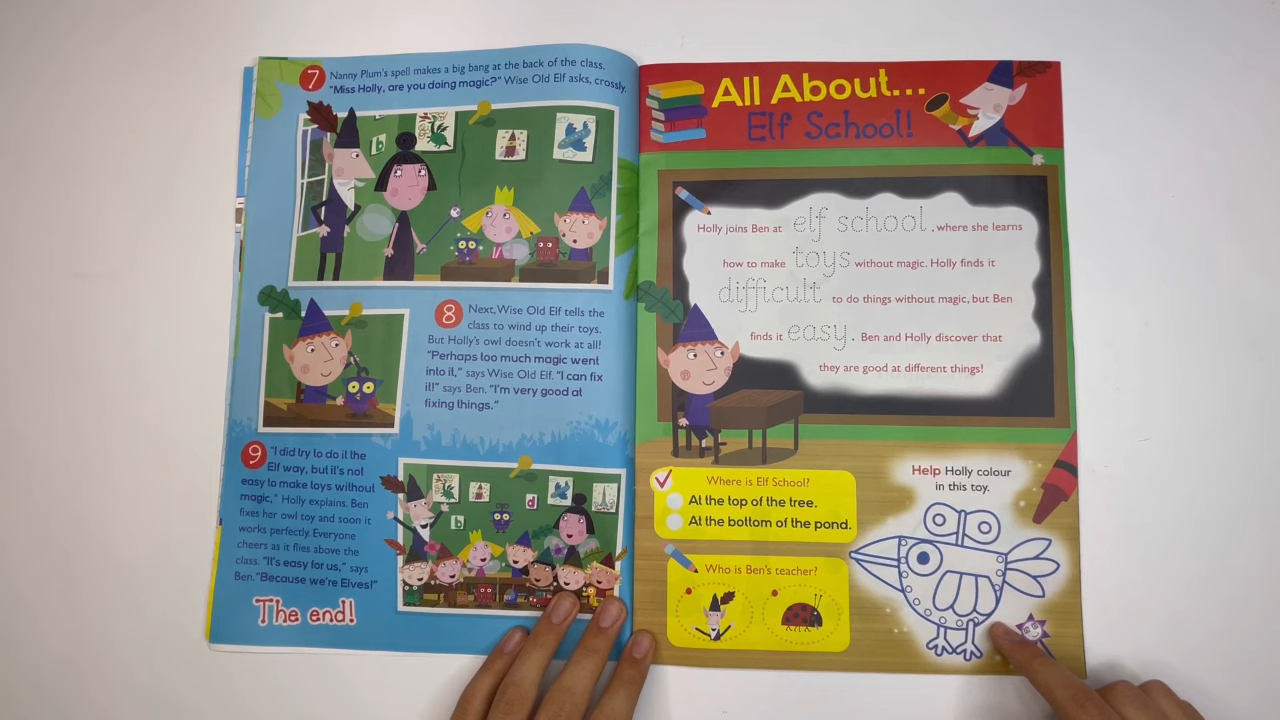 7 Nanny Plum's spell makes a big bang at the back of the class.
"Miss Holly, are you doing magic?" Wise Old Elf asks, crossly.
b
8 Next, Wise Old Elf tells the
class to wind up their toys.
But Holly's owl doesn't work at all!
"Perhaps too much magic went
into it," says Wise Old Elf. "I can fix
it!" says Ben. "I'm very good at
fixing things."
9 "I did try to do it the
Elf way, but it's not
easy to make toys without
magic," Holly explains. Ben
fixes her owl toy and soon it
works perfectly. Everyone
cheers as it flies above the
class. "It's easy for us," says
Ben. "Because we're Elves!"
b
d
The end!
All About...
Elf School!
Holly joins Ben at elf school, where she learns
how to make toys without magic. Holly finds it
difficult to do things without magic, but Ben
finds it easy. Ben and Holly discover that
they are good at different things!
Where is Elf School?
At the top of the tree.
At the bottom of the pond.
Who is Ben's teacher?
Help Holly colour
in this toy.